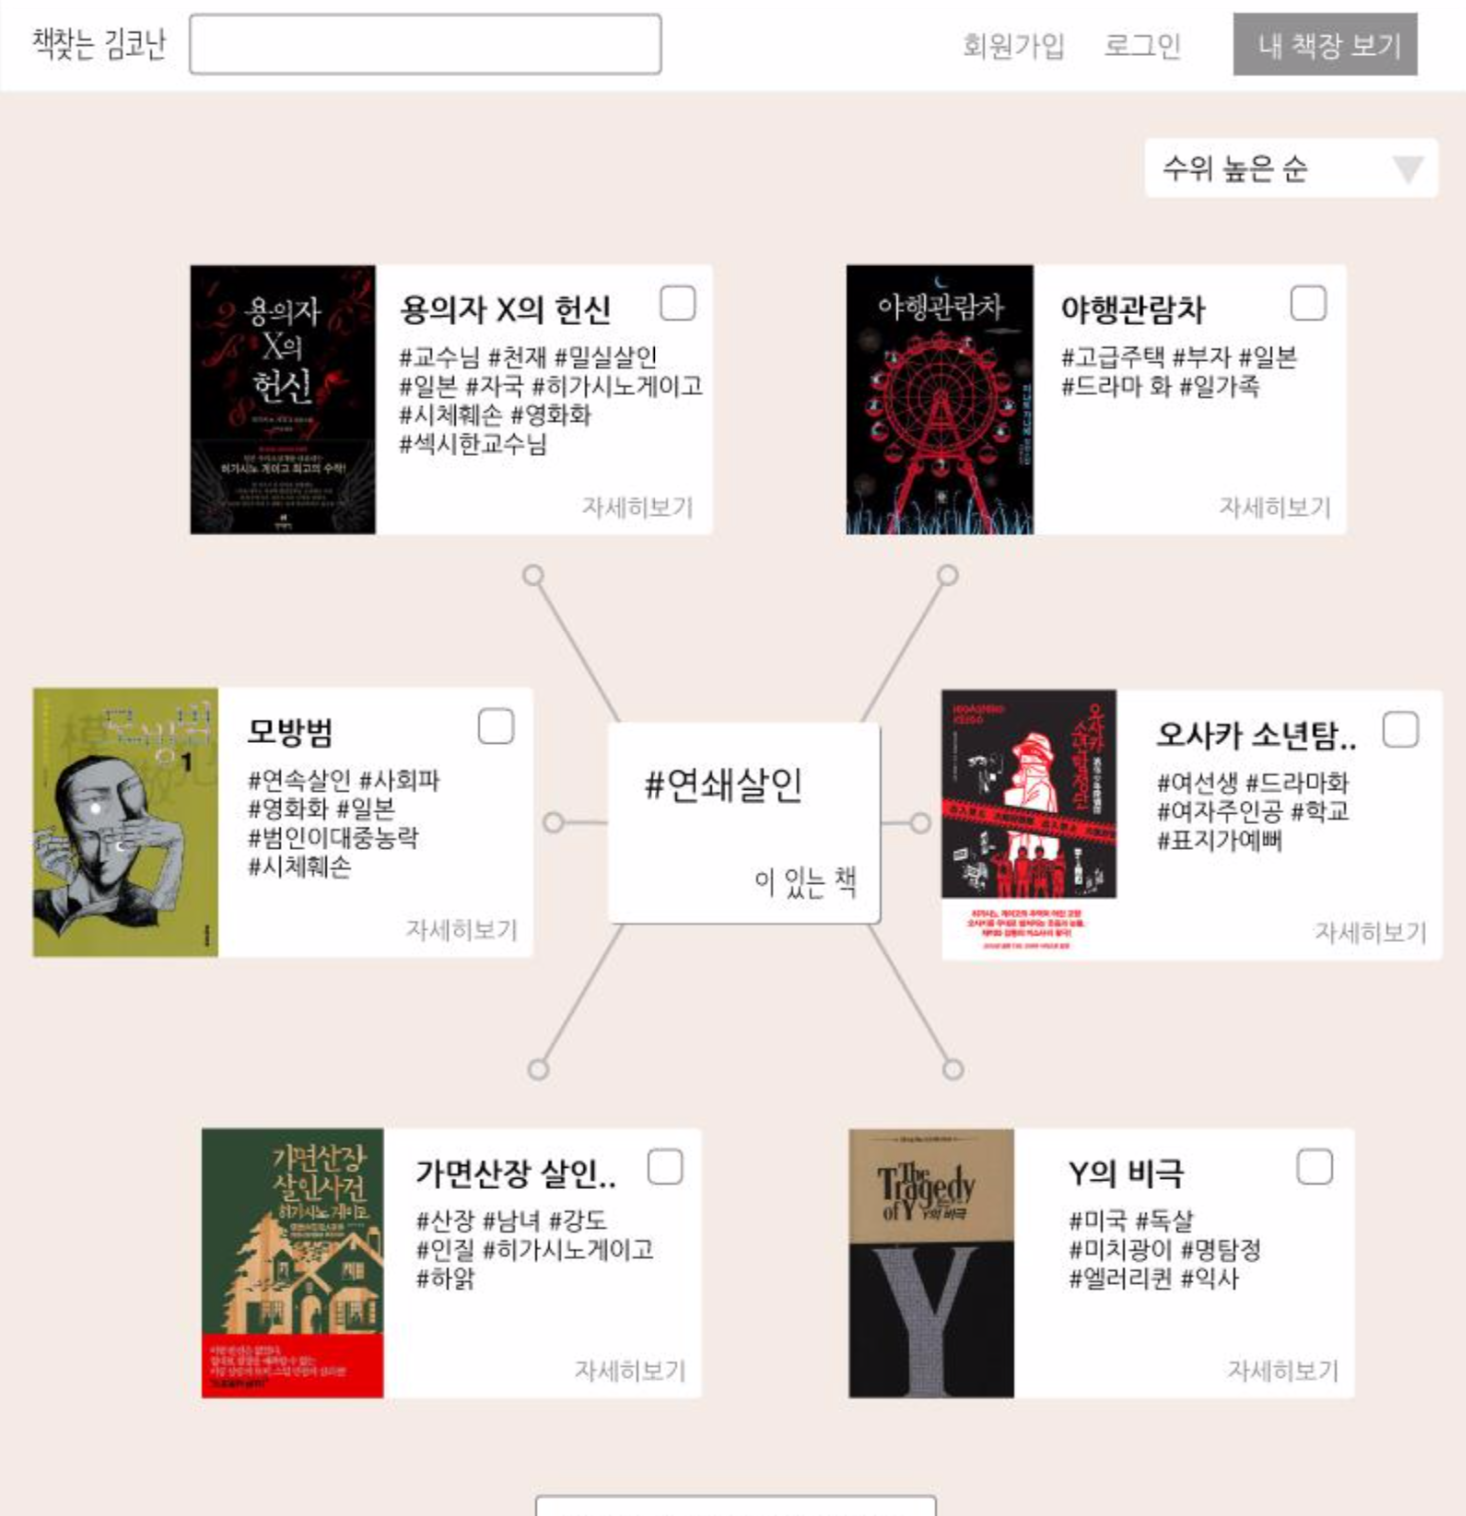 책찾는 김코난
회원가입 로그인 내 책장 보기
수위 높은 순
용의자
X의
헌신
히가시노 게이고 최고의 수작!
용의자 X의 헌신
#교수님 #천재 #밀실살인
#일본 #자국 #히가시노게이고
#시체훼손 #영화화
#섹시한교수님
자세히보기
야행관람차
야행관람차
#고급주택 #부자 #일본
#드라마 화 #일가족
자세히보기
모방범
1
모방범
#연속살인 #사회파
#영화화 #일본
#범인이대중농락
#시체훼손
자세히보기
#연쇄살인
이 있는 책
오사카
소년탐정단
오사카 소년탐..
#여선생 #드라마화
#여자주인공 #학교
#표지가예뻐
자세히보기
가면산장
살인사건
히가시노 게이고
가면산장 살인..
#산장 #남녀 #강도
#인질 #히가시노게이고
#하앍
자세히보기
The
Tragedy
of Y Y의 비극
Y
Y의 비극
#미국 #독살
#미치광이 #명탐정
#엘러리퀸 #익사
자세히보기